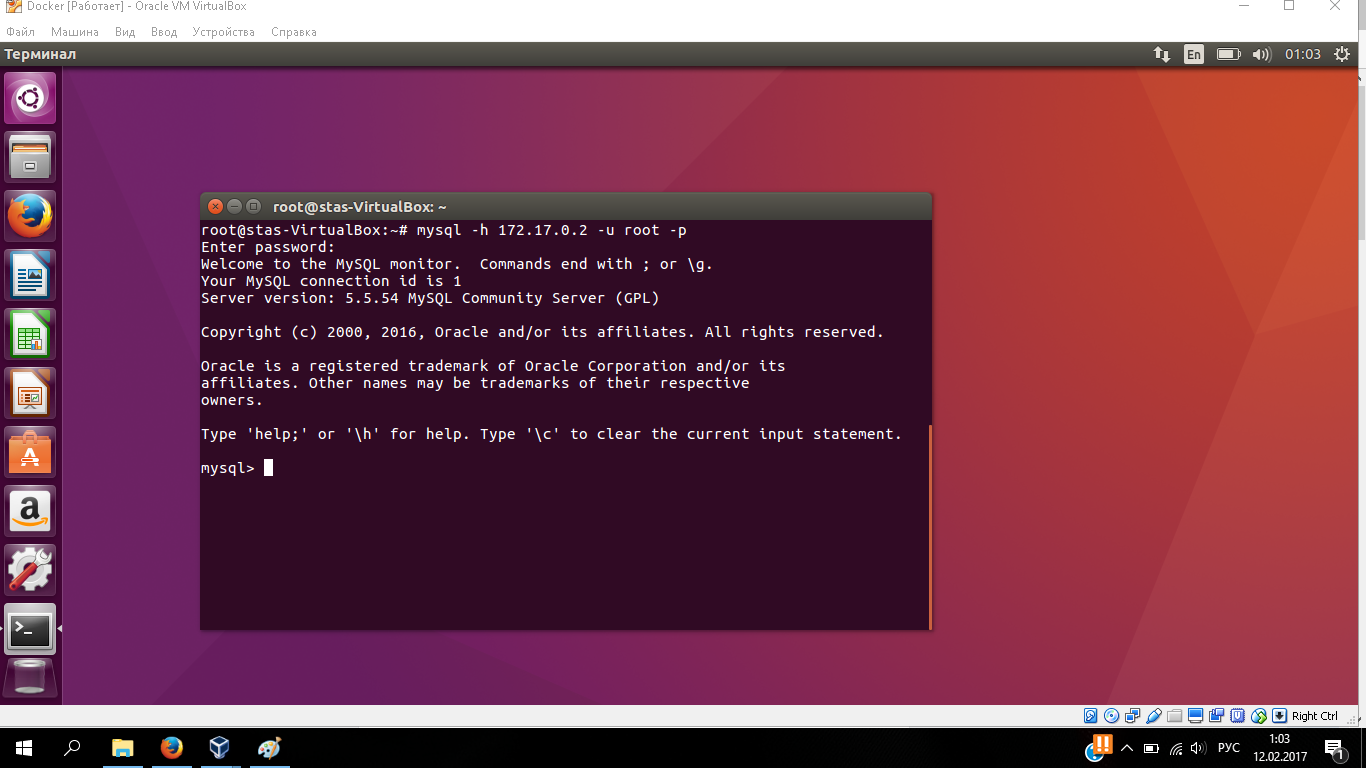 Docker [Работает] - Oracle VM VirtualBox
Файл Машина Вид Ввод Устройства Справка
Терминал
En
01:03
root@stas-VirtualBox: ~
root@stas-VirtualBox:~# mysql -h 172.17.0.2 -u root -p
Enter password:
Welcome to the MySQL monitor.  Commands end with ; or \g.
Your MySQL connection id is 1
Server version: 5.5.54 MySQL Community Server (GPL)
Copyright (c) 2000, 2016, Oracle and/or its affiliates. All rights reserved.
Oracle is a registered trademark of Oracle Corporation and/or its
affiliates. Other names may be trademarks of their respective
owners.
Type 'help;' or '\h' for help. Type '\c' to clear the current input statement.
mysql>
Right Ctrl
РУС
1:03
12.02.2017
1